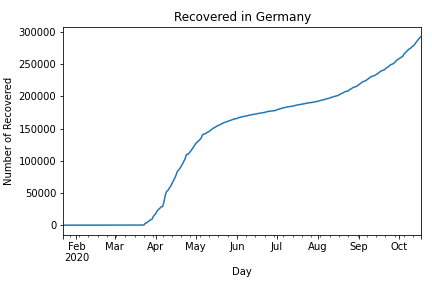 Recovered in Germany
Number of Recovered
300000
250000
200000
150000
100000
50000
0
Feb Mar Apr May Jun Jul Aug Sep Oct
2020
Day